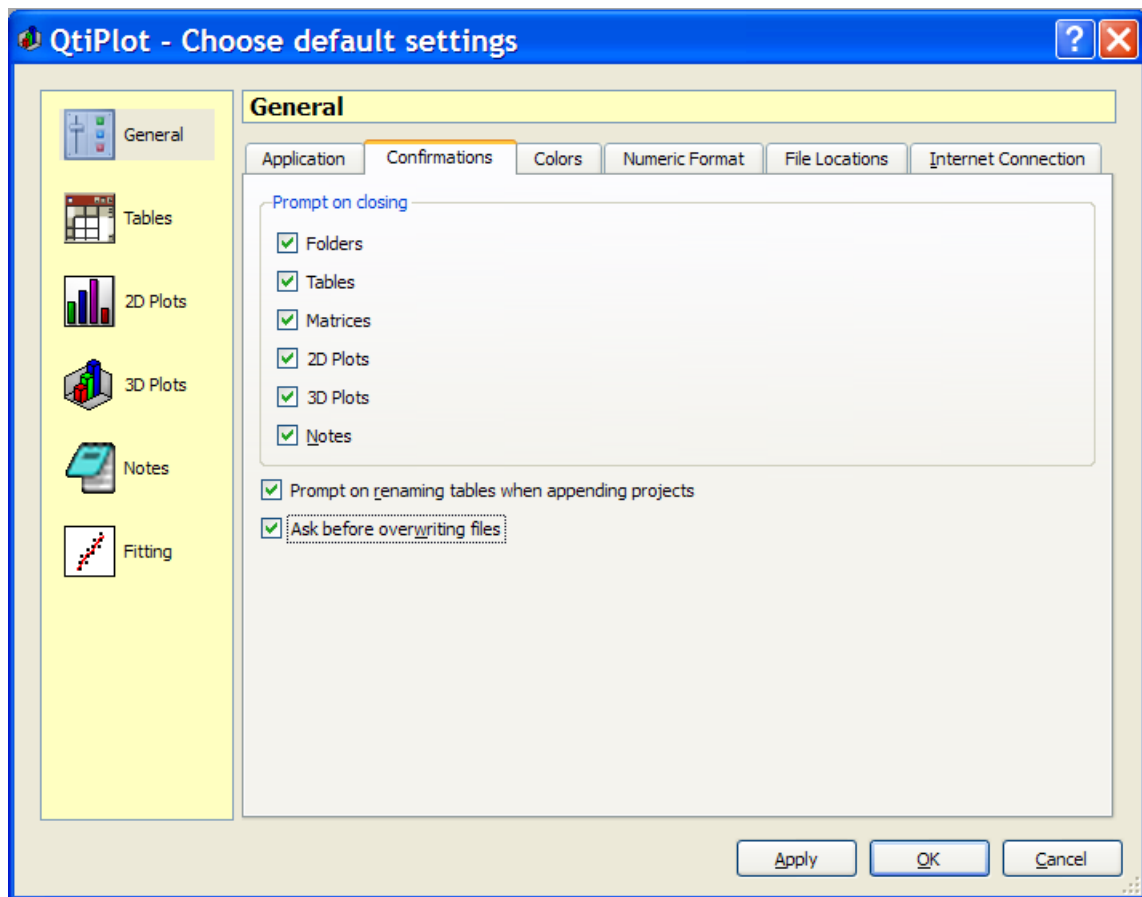 QtiPlot - Choose default settings
General
Tables
2D Plots
3D Plots
Notes
Fitting
General
Application Confirmations Colors Numeric Format File Locations Internet Connection
Prompt on closing
Folders
Tables
Matrices
2D Plots
3D Plots
Notes
Prompt on renaming tables when appending projects
Ask before overwriting files
Apply OK Cancel